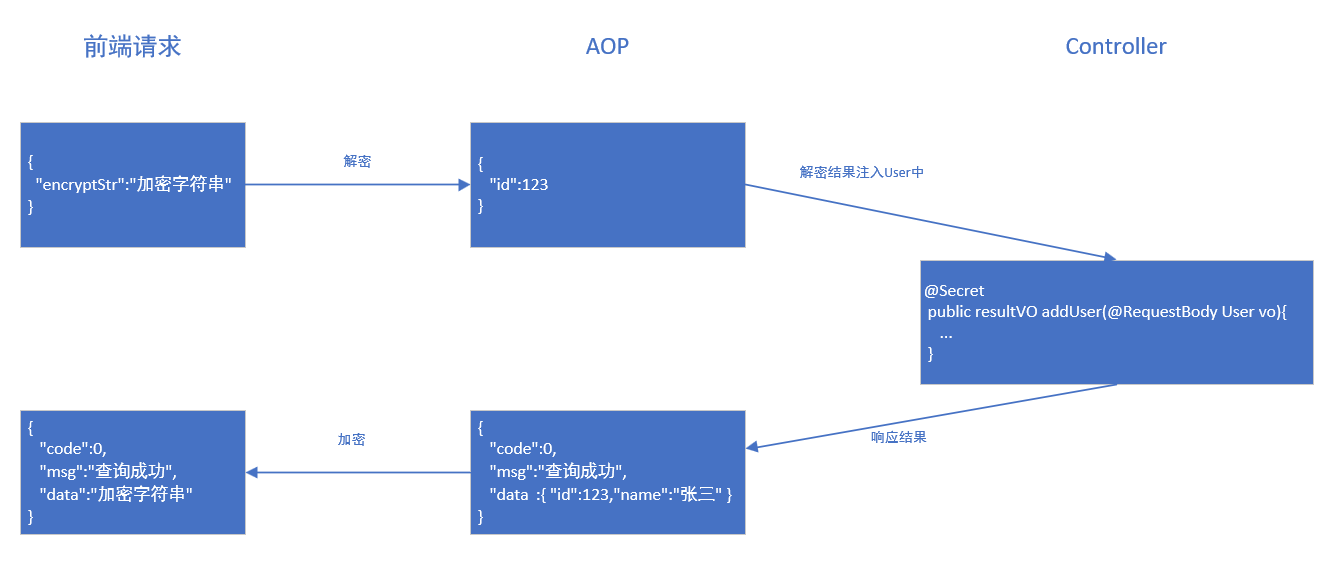 前端请求
AOP
Controller
{
"encryptStr":"加密字符串"
}
解密
{
"id":123
}
解密结果注入User中
@Secret
public resultVO addUser(@RequestBody User vo){
...
}
{
"code":0,
"msg":"查询成功",
"data":"加密字符串"
}
加密
{
"code":0,
"msg":"查询成功",
"data :{ "id":123,"name":"张三" }
}
响应结果